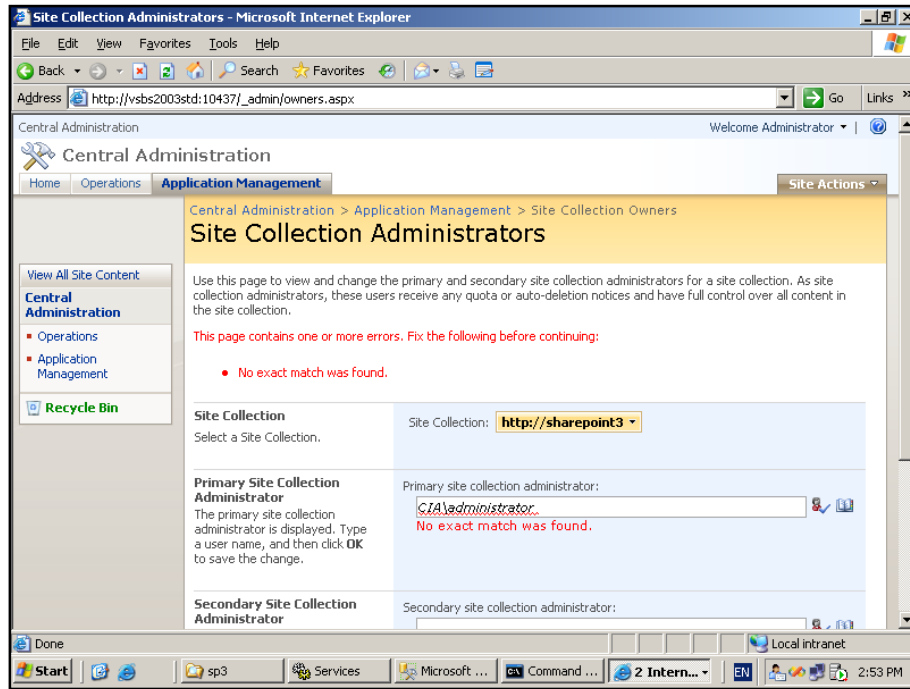 Site Collection Administrators - Microsoft Internet Explorer
File Edit View Favorites Tools Help
Back Search Favorites
Address http://vsbs2003std:10437/_admin/owners.aspx Go Links »
Central Administration Welcome Administrator
Central Administration
Home Operations Application Management Site Actions
Central Administration > Application Management > Site Collection Owners
Site Collection Administrators
View All Site Content
Central
Administration
Operations
Application
Management
Recycle Bin
Use this page to view and change the primary and secondary site collection administrators for a site collection. As site
collection administrators, these users receive any quota or auto-deletion notices and have full control over all content in
the site collection.
This page contains one or more errors. Fix the following before continuing:
No exact match was found.
Site Collection
Select a Site Collection.
Site Collection: http://sharepoint3
Primary Site Collection
Administrator
The primary site collection
administrator is displayed. Type
a user name, and then click OK
to save the change.
Primary site collection administrator:
CIA\administrator
No exact match was found.
Secondary Site Collection
Administrator
Secondary site collection administrator:
Done Local intranet
Start sp3 Services Microsoft ... Command ... 2 Intern... EN 2:53 PM